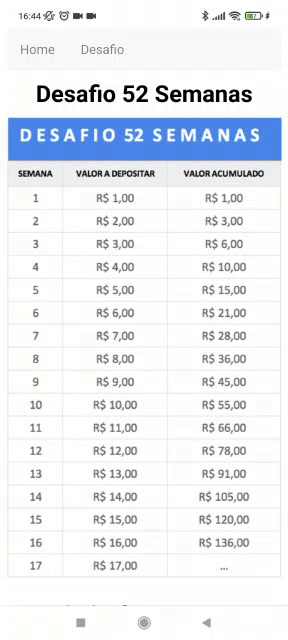 16:44
Home Desafio
Desafio 52 Semanas
DESAFIO 52 SEMANAS
SEMANA VALOR A DEPOSITAR VALOR ACUMULADO
1 R$ 1,00 R$ 1,00
2 R$ 2,00 R$ 3,00
3 R$ 3,00 R$ 6,00
4 R$ 4,00 R$ 10,00
5 R$ 5,00 R$ 15,00
6 R$ 6,00 R$ 21,00
7 R$ 7,00 R$ 28,00
8 R$ 8,00 R$ 36,00
9 R$ 9,00 R$ 45,00
10 R$ 10,00 R$ 55,00
11 R$ 11,00 R$ 66,00
12 R$ 12,00 R$ 78,00
13 R$ 13,00 R$ 91,00
14 R$ 14,00 R$ 105,00
15 R$ 15,00 R$ 120,00
16 R$ 16,00 R$ 136,00
17 R$ 17,00 ...